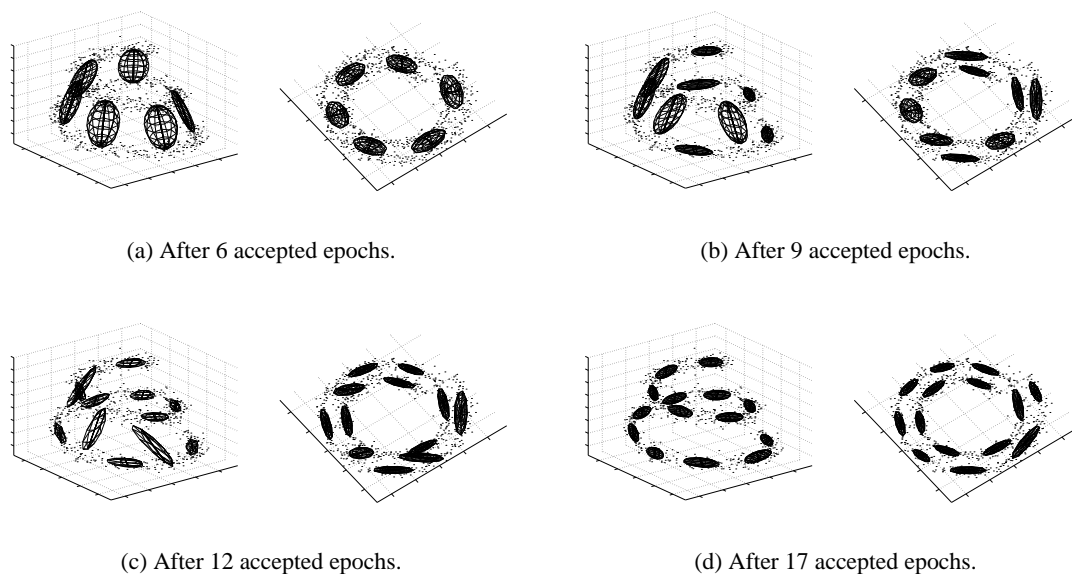 (a) After 6 accepted epochs.
(b) After 9 accepted epochs.
(c) After 12 accepted epochs.
(d) After 17 accepted epochs.